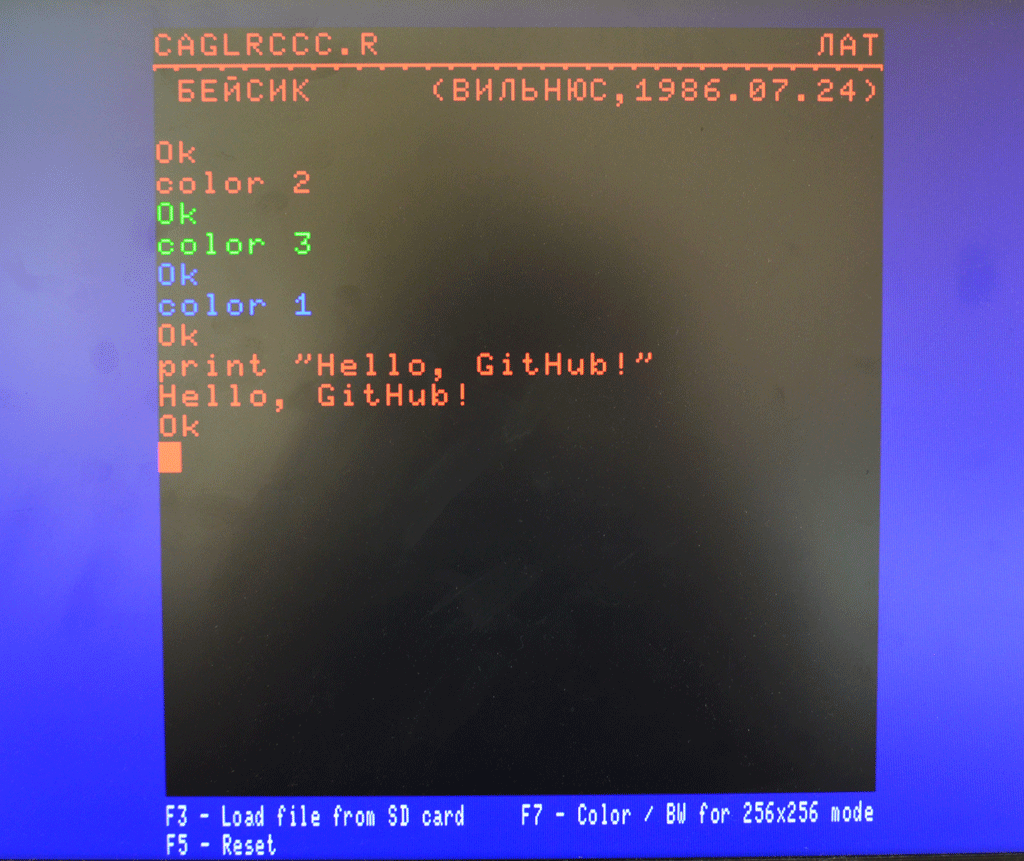 CAGLRCCC.R ЛАТ
БЕЙСИК (ВИЛЬНЮС,1986.07.24)
Ok
color 2
Ok
color 3
Ok
color 1
Ok
print "Hello, GitHub!"
Hello, GitHub!
Ok
F3 - Load file from SD card F7 - Color / BW for 256x256 mode
F5 - Reset